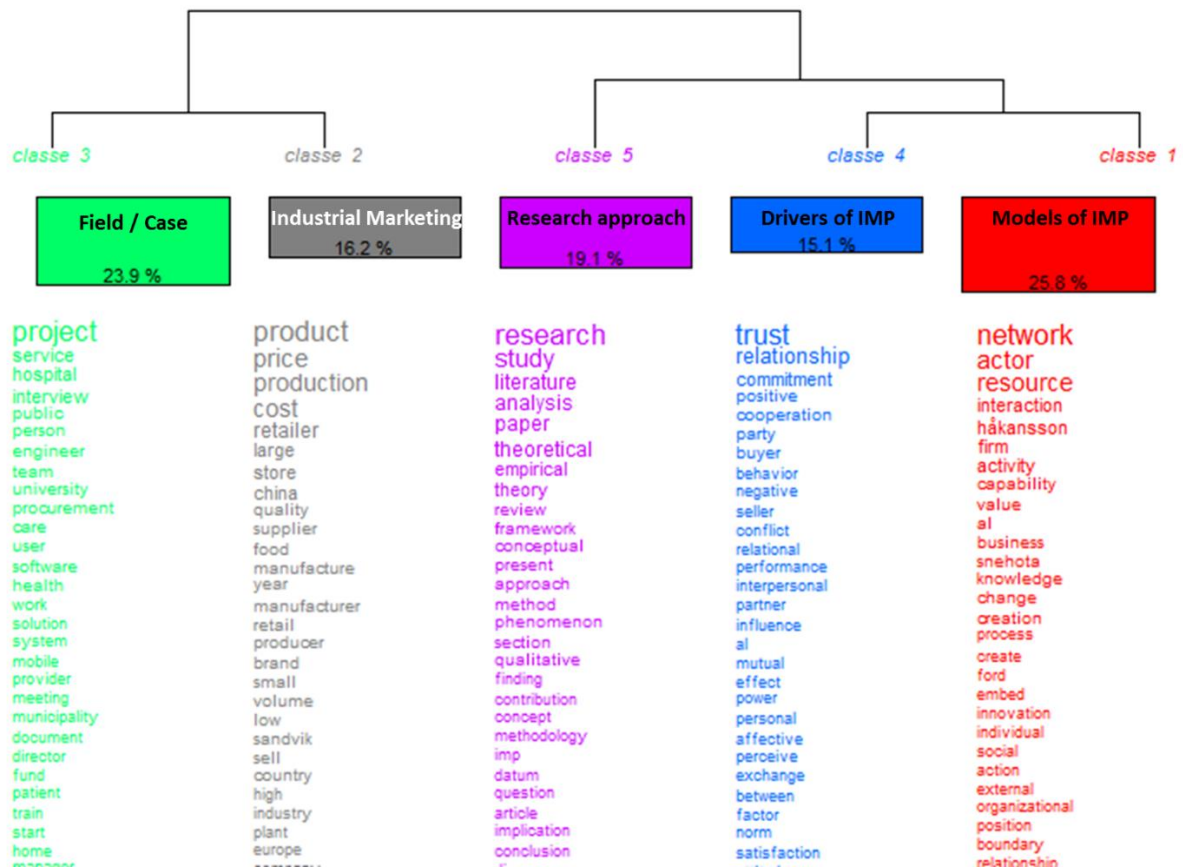 classe 3
classe 2
classe 5
classe 4
classe 1
Field / Case
23.9 %
Industrial Marketing
16.2 %
Research approach
19.1 %
Drivers of IMP
15.1 %
Models of IMP
25.8 %
project
service
hospital
interview
public
person
engineer
team
university
procurement
care
user
software
health
work
solution
system
mobile
provider
meeting
municipality
document
director
fund
patient
train
start
home
manager
product
price
production
cost
retailer
large
store
china
quality
supplier
food
manufacture
year
manufacturer
retail
producer
brand
small
volume
low
sandvik
sell
country
high
industry
plant
europe
company
research
study
literature
analysis
paper
theoretical
empirical
theory
review
framework
conceptual
present
approach
method
phenomenon
section
qualitative
finding
contribution
concept
methodology
imp
datum
question
article
implication
conclusion
trust
relationship
commitment
positive
cooperation
party
buyer
behavior
negative
seller
conflict
relational
performance
interpersonal
partner
influence
al
mutual
effect
power
personal
affective
perceive
exchange
between
factor
norm
satisfaction
network
actor
resource
interaction
håkansson
firm
activity
capability
value
al
business
snehota
knowledge
change
creation
process
create
ford
embed
innovation
individual
social
action
external
organizational
position
boundary
relationship